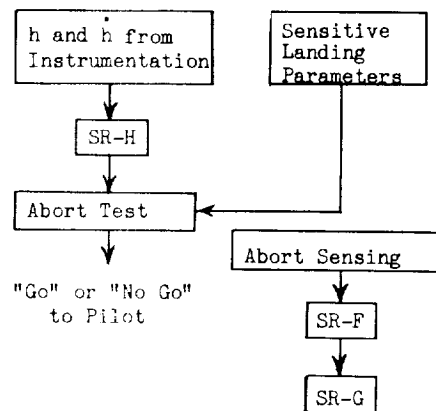 h and ḣ from
Instrumentation
Sensitive
Landing
Parameters
SR-H
Abort Test
"Go" or "No Go"
to Pilot
Abort Sensing
SR-F
SR-G